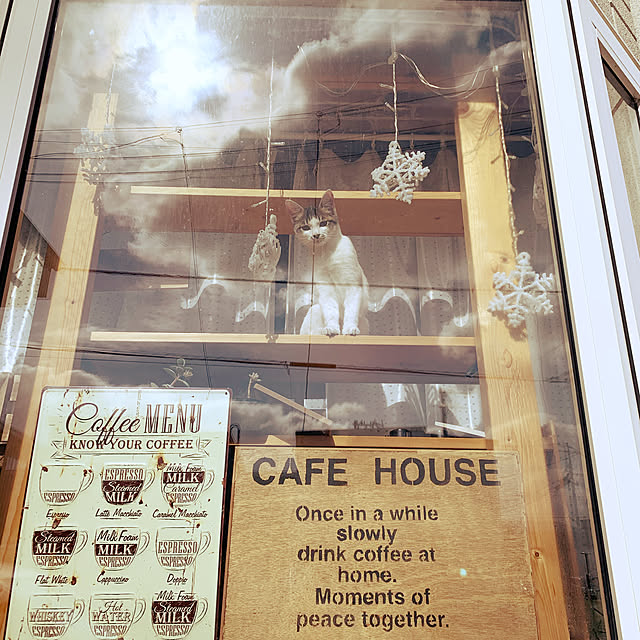 Coffee MENU
KNOW YOUR COFFEE
ESPRESSO
Espresso
ESPRESSO
Steamed
MILK
Latte Macchiato
Milk Foam
MILK
Caramel
ESPRESSO
Caramel Macchiato
Steamed
MILK
ESPRESSO
Flat White
Milk Foam
MILK
ESPRESSO
Cappuccino
ESPRESSO
ESPRESSO
Doppio
WHISKEY
ESPRESSO
Hot
WATER
ESPRESSO
Milk Foam
Steamed
MILK
ESPRESSO
CAFE HOUSE
Once in a while
slowly
drink coffee at
home.
Moments of
peace together.